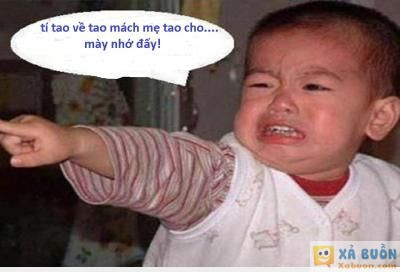 tí tao về tao mách mẹ tao cho....
mày nhớ đấy!
XẢ BUỒN
Xabuon.com